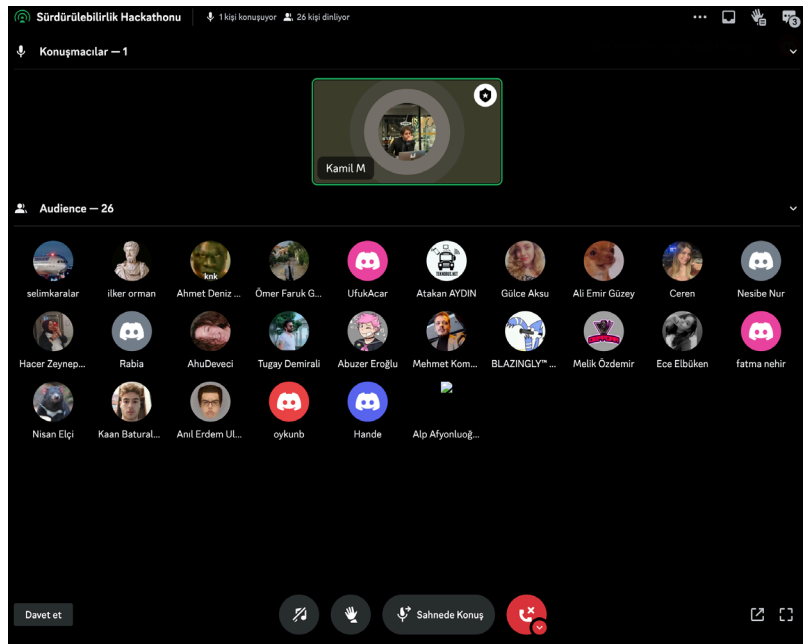 Sürdürülebilirlik Hackathonu 1 kişi konuşuyor 26 kişi dinliyor
3
Konuşmacılar — 1
Kamil M
Audience — 26
knk
TEKNOBUS.NET
selimkaralar ilker orman Ahmet Deniz ... Ömer Faruk G... UfukAcar Atakan AYDIN Gülce Aksu Ali Emir Güzey Ceren Nesibe Nur
Hacer Zeynep... Rabia AhuDeveci Tugay Demirali Abuzer Eroğlu Mehmet Kom... BLAZINGLY™ ... Melik Özdemir Ece Elbüken fatma nehir
Nisan Elçi Kaan Batural... Anıl Erdem Ul... oykunb Hande Alp Afyonluoğ...
Davet et Sahnede Konuş